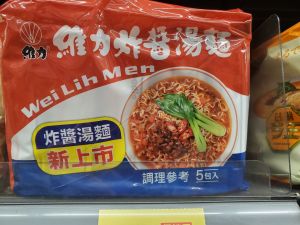 維力
維力炸醬湯麵
Wei Lih Men
炸醬湯麵
新上市
調理參考 5包入